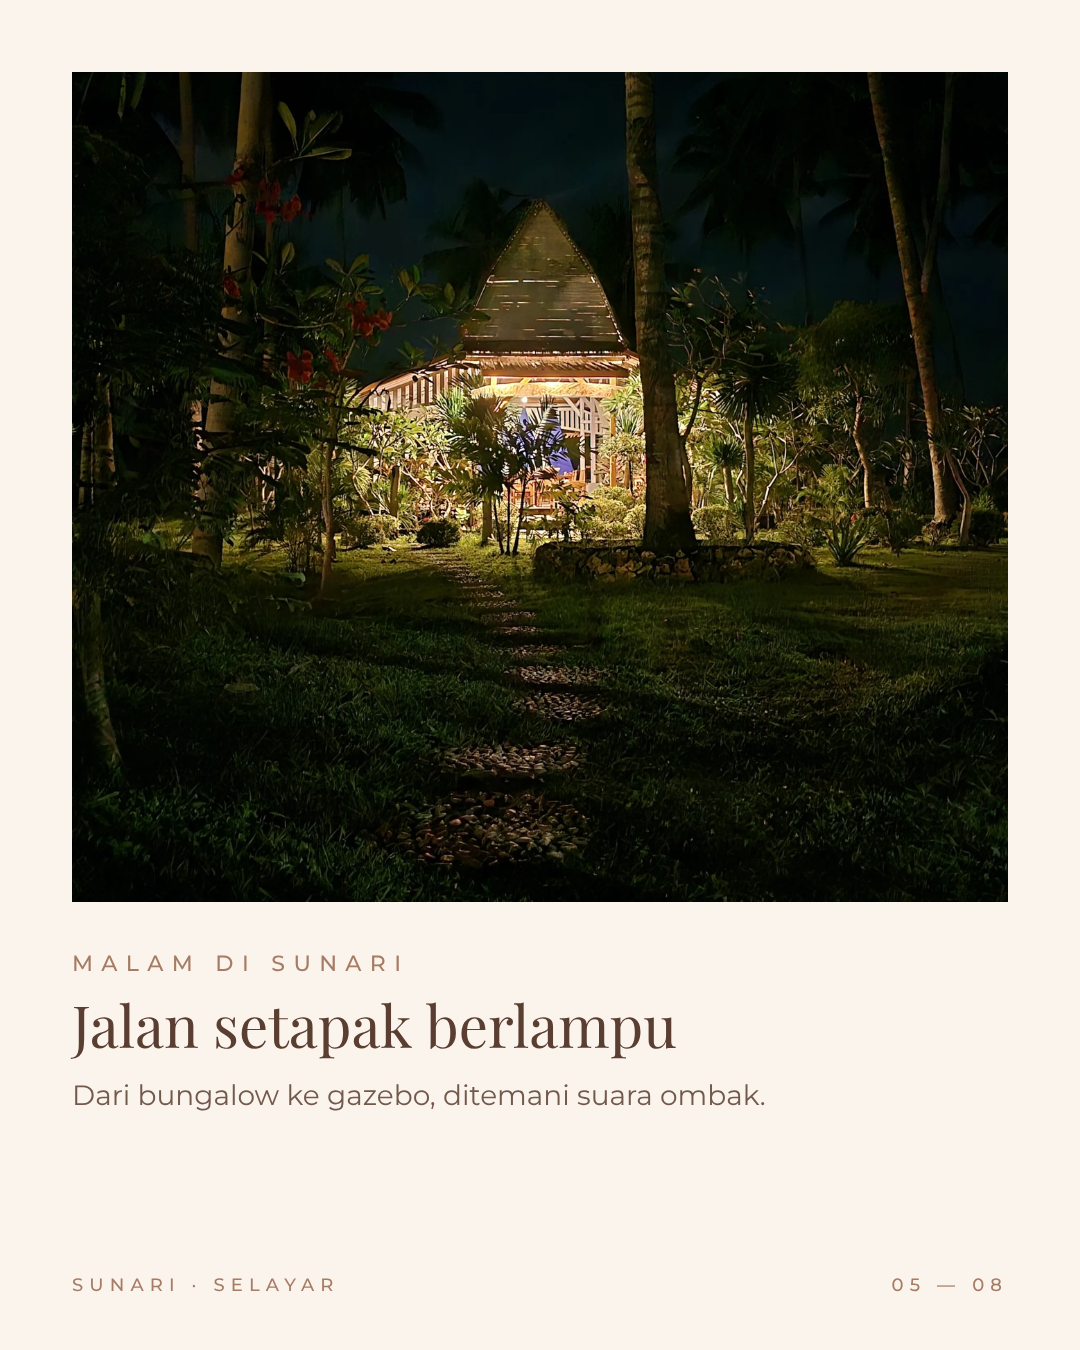 MALAM DI SUNARI
Jalan setapak berlampu
Dari bungalow ke gazebo, ditemani suara ombak.
SUNARI · SELAYAR
05 — 08